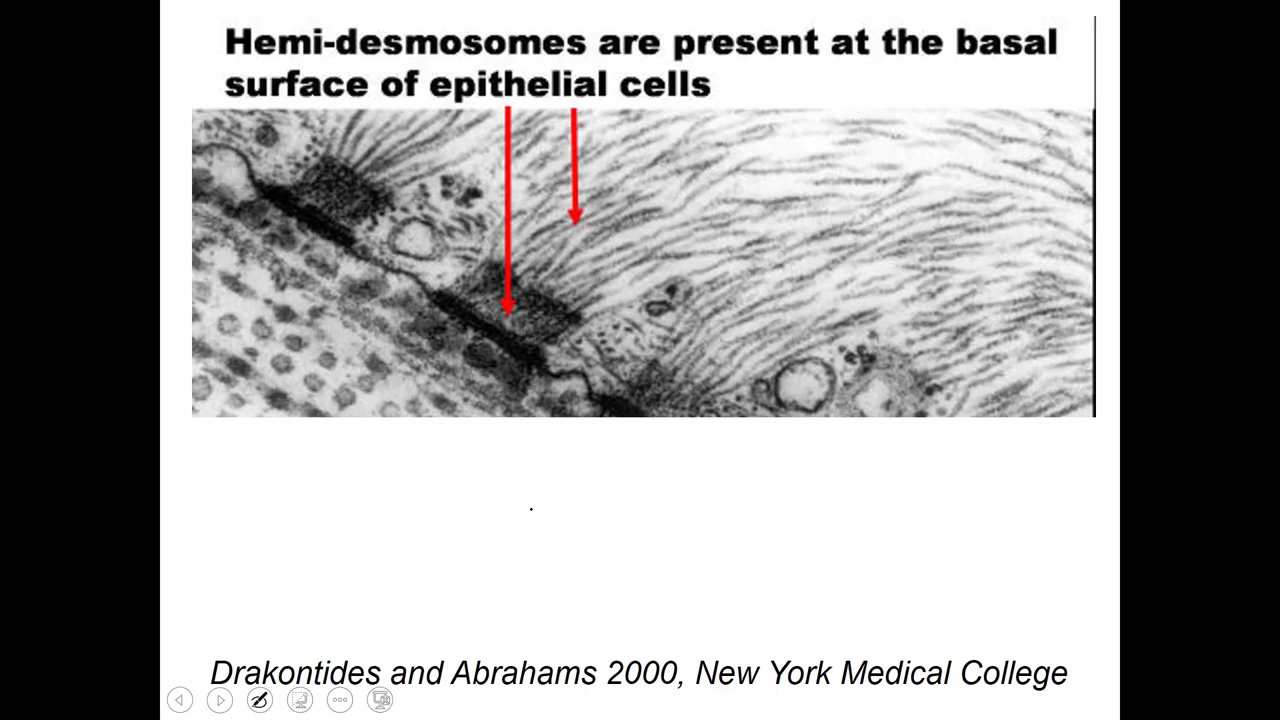 Hemi-desmosomes are present at the basal
surface of epithelial cells
Drakontides and Abrahams 2000, New York Medical College